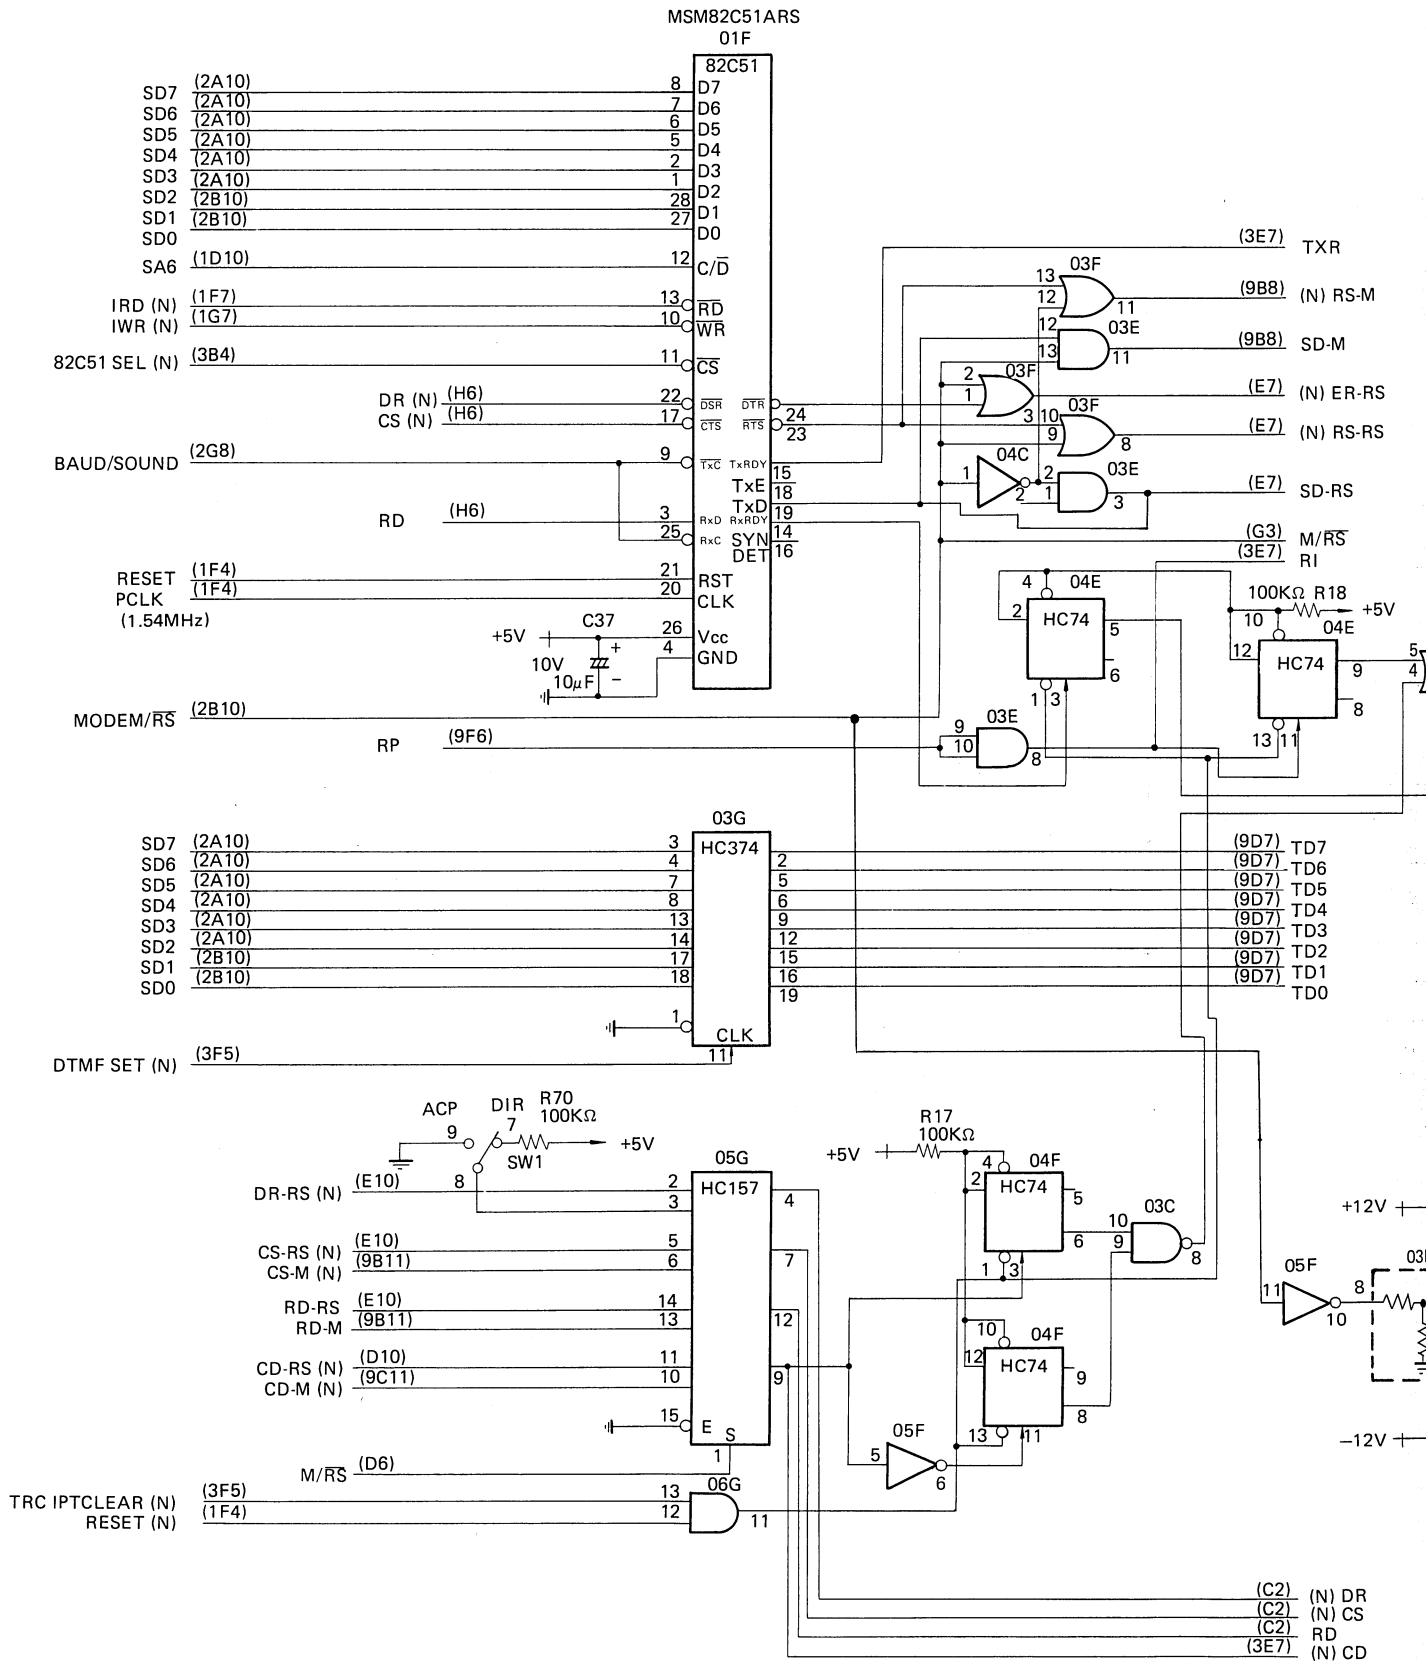 MSM82C51ARS
01F
82C51
SD7 (2A10) 8 D7
SD6 (2A10) 7 D6
SD5 (2A10) 6 D5
SD4 (2A10) 5 D4
SD3 (2A10) 2 D3
SD2 (2A10) 1 D2
SD1 (2B10) 28 D1
SD0 (2B10) 27 D0
SA6 (1D10) 12 C/D
IRD (N) (1F7) 13 RD
IWR (N) (1G7) 10 WR
82C51 SEL (N) (3B4) 11 CS
DR (N) (H6) 22 DSR DTR 24
CS (N) (H6) 17 CTS RTS 23
BAUD/SOUND (2G8) 9 TxC TxRDY 15
TxE 18
TxD 19
RD (H6) 3 RxD RxRDY 14
25 RxC SYN DET 16
RESET (1F4) 21 RST
PCLK (1F4) 20 CLK
(1.54MHz)
+5V C37 26 Vcc
10V + 4 GND
10μF −
MODEM/RS (2B10)
RP (9F6)
(3E7) TXR
13 03F
12 11 (9B8) (N) RS-M
12 03E
13 11 (9B8) SD-M
2 03F
1 3 (E7) (N) ER-RS
10 03F
9 8 (E7) (N) RS-RS
04C 03E
1 2 2 1 3 (E7) SD-RS
(G3) M/RS
(3E7) RI
4 04E
2 HC74 5
6
1 3
100KΩ R18
10 +5V
04E
12 HC74 9
8
13 11
5
4
9 03E
10 8
03G
HC374
SD7 (2A10) 3 2 (9D7) TD7
SD6 (2A10) 4 5 (9D7) TD6
SD5 (2A10) 7 6 (9D7) TD5
SD4 (2A10) 8 9 (9D7) TD4
SD3 (2A10) 13 12 (9D7) TD3
SD2 (2A10) 14 15 (9D7) TD2
SD1 (2B10) 17 16 (9D7) TD1
SD0 (2B10) 18 19 (9D7) TD0
1
CLK
DTMF SET (N) (3F5) 11
ACP DIR R70
9 7 100KΩ
+5V
SW1
8
05G
HC157
DR-RS (N) (E10) 2 4
3
CS-RS (N) (E10) 5 7
CS-M (N) (9B11) 6
RD-RS (E10) 14 12
RD-M (9B11) 13
CD-RS (N) (D10) 11 9
CD-M (N) (9C11) 10
15 E S
M/RS (D6) 1
06G
TRC IPTCLEAR (N) (3F5) 13
RESET (N) (1F4) 12 11
R17
100KΩ
+5V
4 04F
2 HC74 5
6
1 3
10 03C
9 8
10 04F
12 HC74 9
8
13 11
05F
5 6
05F
11 10 8
+12V
−12V
(C2) (N) DR
(C2) (N) CS
(C2) RD
(3E7) (N) CD